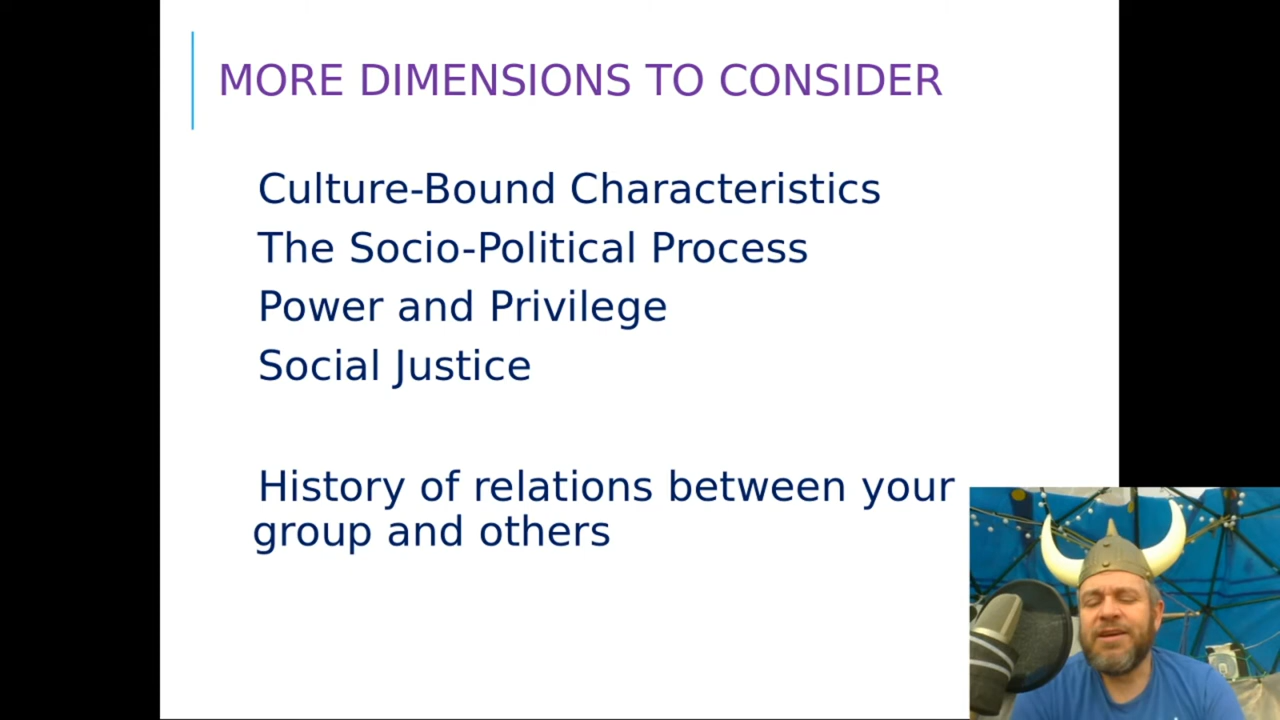 MORE DIMENSIONS TO CONSIDER
Culture-Bound Characteristics
The Socio-Political Process
Power and Privilege
Social Justice
History of relations between your
group and others